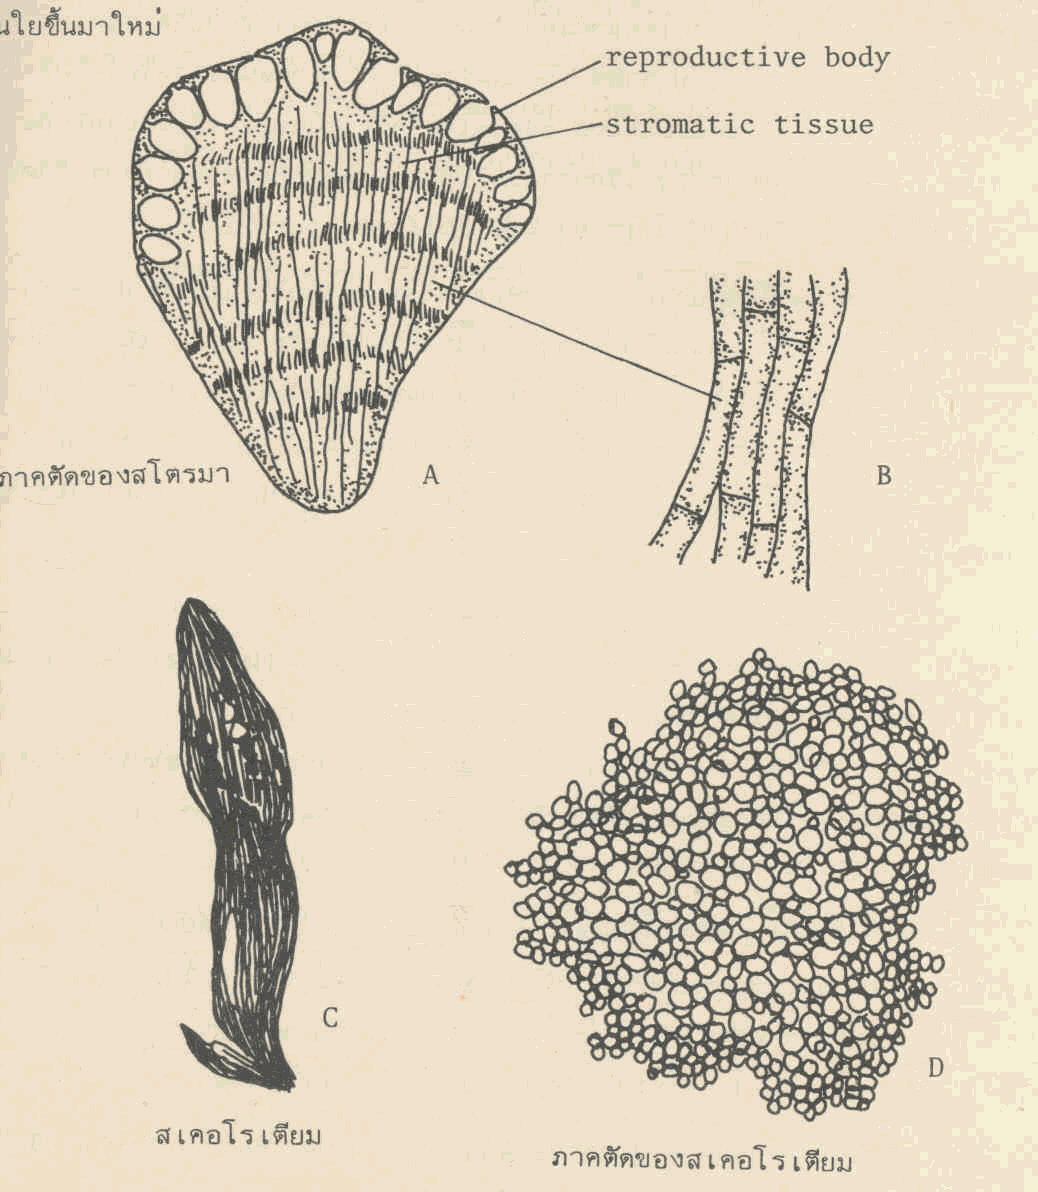 นใยขึ้นมาใหม่
reproductive body
stromatic tissue
ภาคตัดของสโตรมา
A
B
C
D
สเคอโรเตียม
ภาคตัดของสเคอโรเตียม